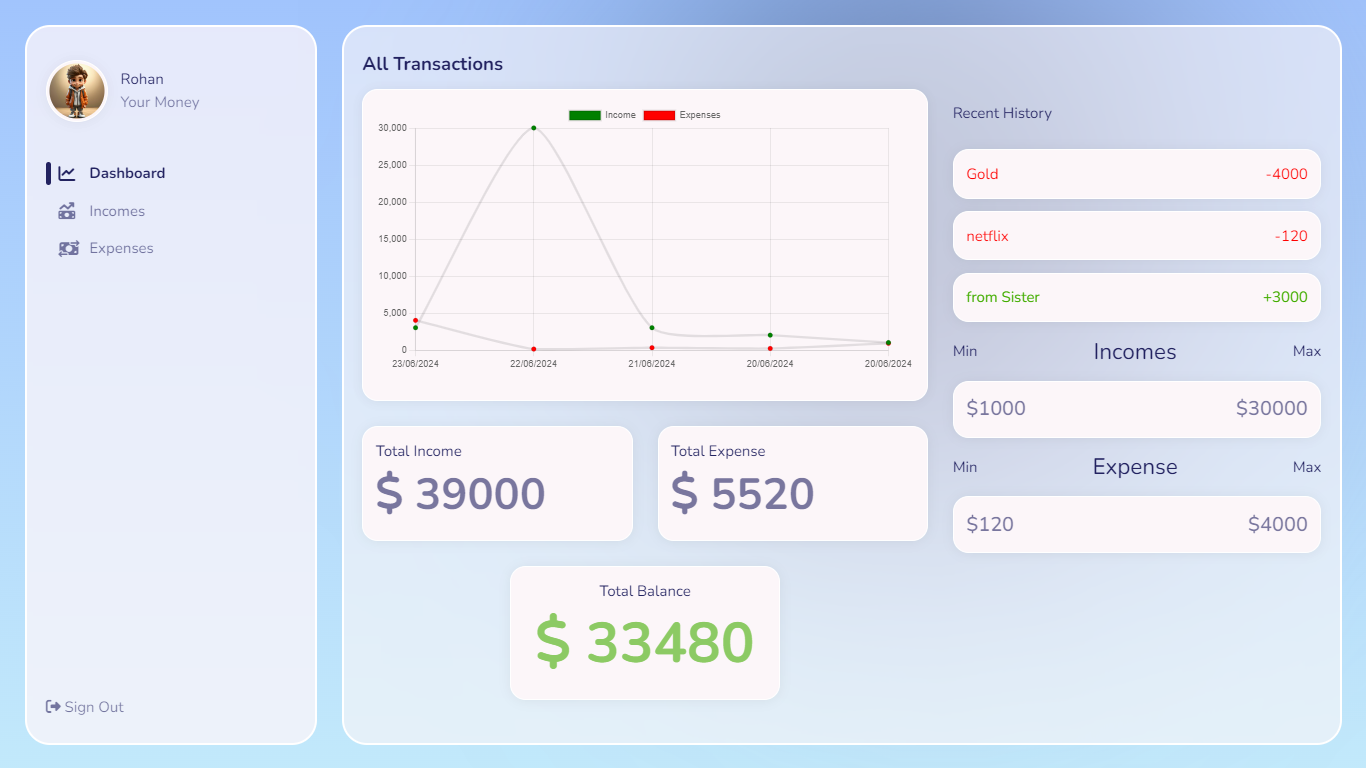 Rohan
Your Money
Dashboard
Incomes
Expenses
Sign Out
All Transactions
Income Expenses
30,000
25,000
20,000
15,000
10,000
5,000
0
23/06/2024 22/06/2024 21/06/2024 20/06/2024 20/06/2024
Total Income
$ 39000
Total Expense
$ 5520
Total Balance
$ 33480
Recent History
Gold -4000
netflix -120
from Sister +3000
Min Incomes Max
$1000 $30000
Min Expense Max
$120 $4000